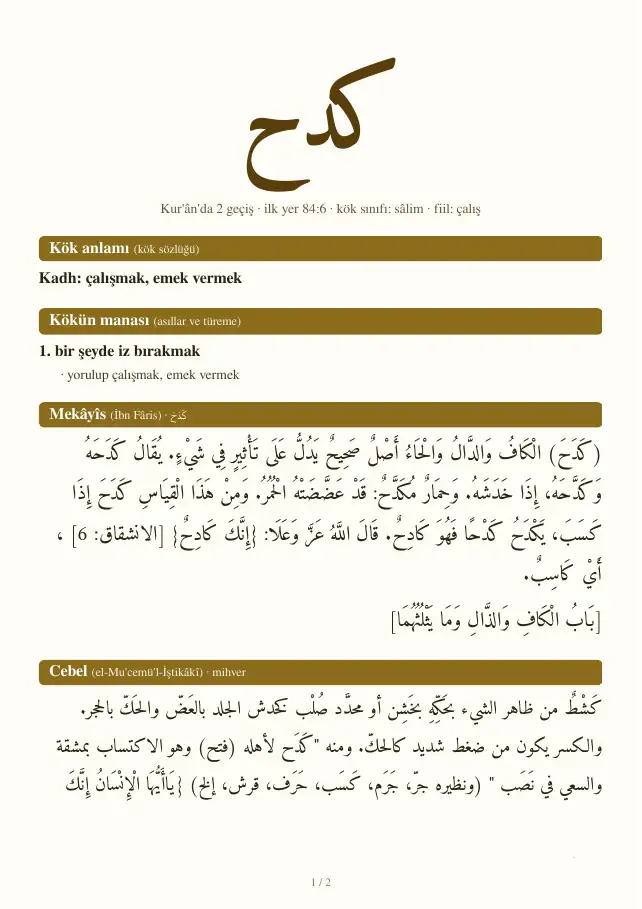 كدح
Kur'ân'da 2 geçiş · ilk yer 84:6 · kök sınıfı: sâlim · fiil: çalış
Kök anlamı (kök sözlüğü)
Kadh: çalışmak, emek vermek
Kökün manası (asıllar ve türeme)
1. bir şeyde iz bırakmak
· yorulup çalışmak, emek vermek
Mekâyîs (İbn Fâris) · كَدَحَ
(كَدَحَ) الْكَافُ وَالدَّالُ وَالْحَاءُ أَصْلٌ صَحِيحٌ يَدُلُّ عَلَى تَأْثِيرٍ فِي شَيْءٍ. يُقَالُ كَدَحَهُ
وَكَدَّحَهُ، إِذَا خَدَشَهُ. وَحِمَارٌ مُكَدَّحٌ: قَدْ عَضَّضَتْهُ الْحُمُرُ. وَمِنْ هَذَا الْقِيَاسِ كَدَحَ إِذَا
كَسَبَ، يَكْدَحُ كَدْحًا فَهُوَ كَادِحٌ. قَالَ اللَّهُ عَزَّ وَعَلَا: {إِنَّكَ كَادِحٌ} [الانشقاق: 6] ،
أَيْ كَاسِبٌ.
[بَابُ الْكَافِ وَالذَّالِ وَمَا يَثْلُثُهُمَا]
Cebel (el-Mu'cemü'l-İştikâkî) · mihver
كَشْطٌ من ظاهر الشيء بحَكِّهِ بخَشِن أو محدَّد صُلْب كخدش الجلد بالعَضّ والحَكّ بالحجر.
والكسر يكون من ضغط شديد كالحكّ. ومنه "كَدَح لأهله (فتح) وهو الاكتساب بمشقة
والسعي في نَصَب " (ونظيره جرّ، جَرَم، كَسَب، حَرَف، قرش، إلخ) {يَاأَيُّهَا الْإِنْسَانُ إِنَّكَ
1 / 2